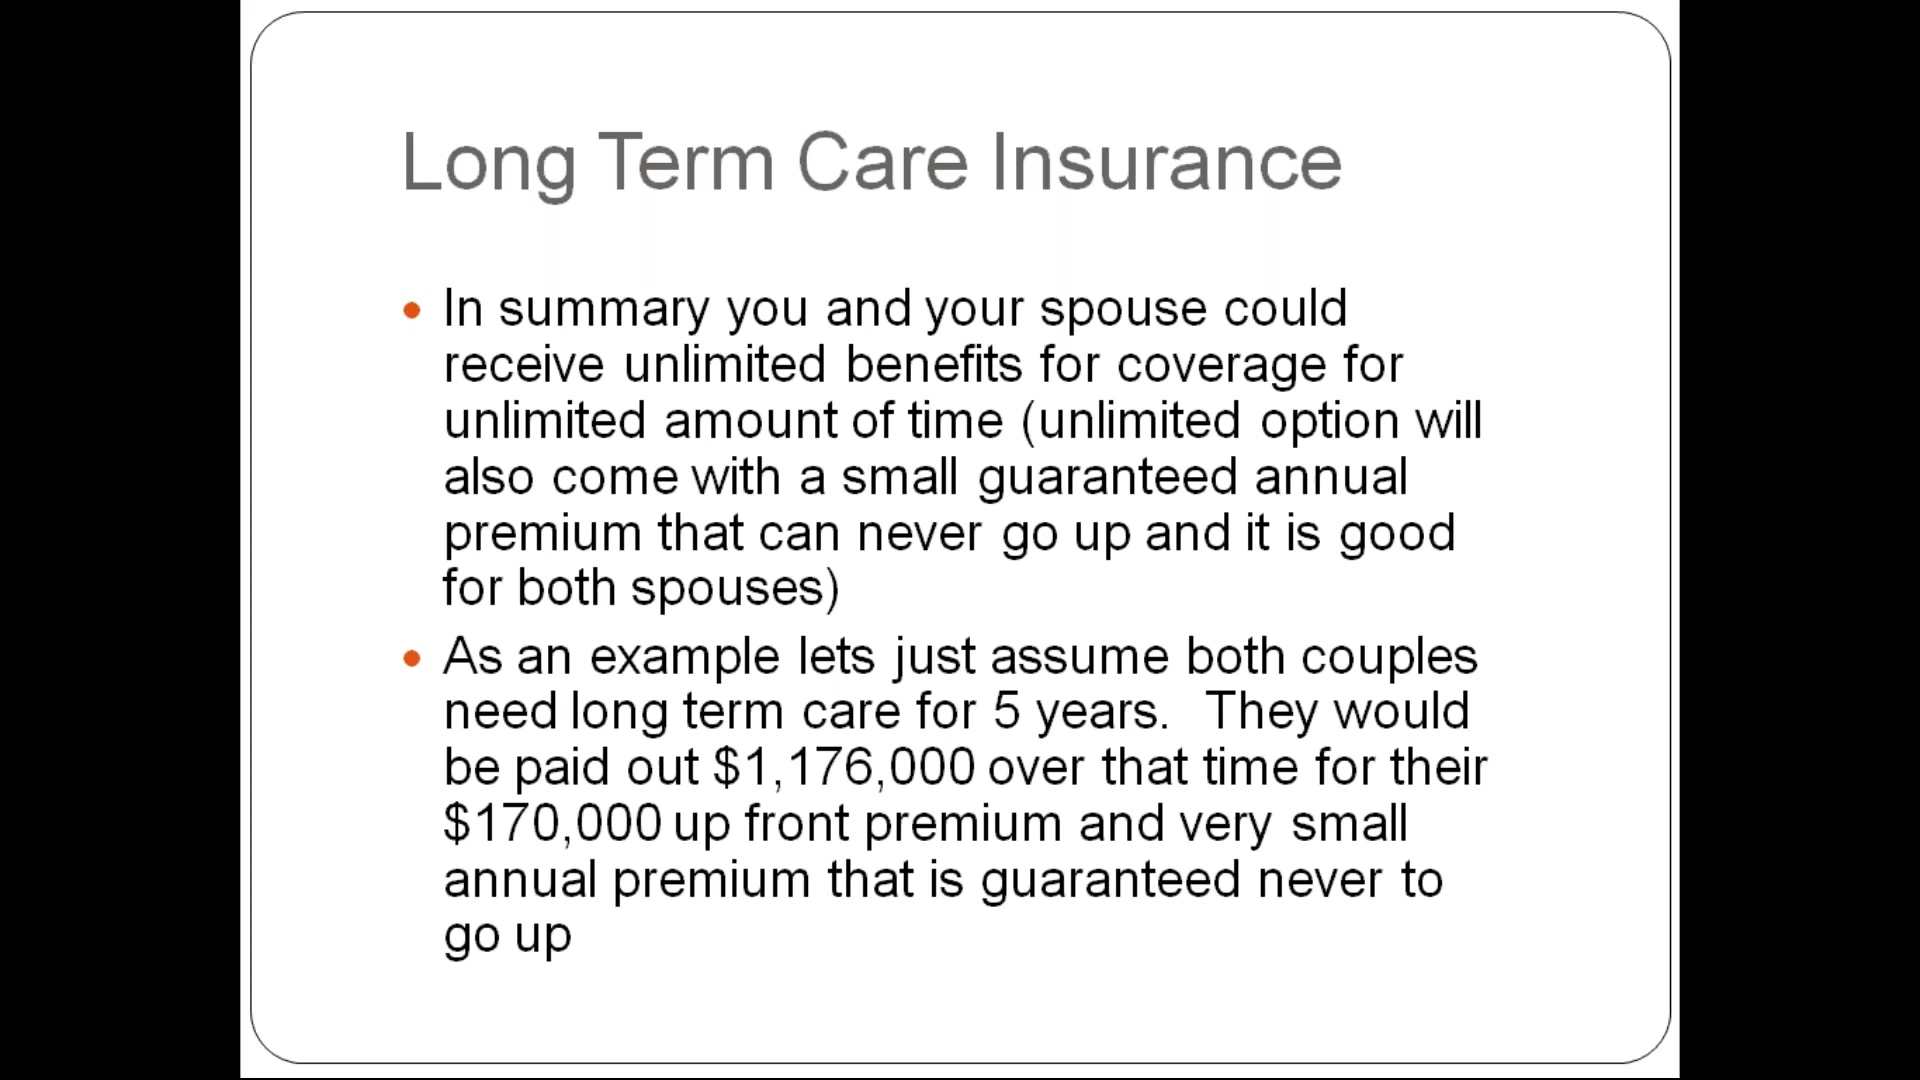 Long Term Care Insurance
In summary you and your spouse could
receive unlimited benefits for coverage for
unlimited amount of time (unlimited option will
also come with a small guaranteed annual
premium that can never go up and it is good
for both spouses)
As an example lets just assume both couples
need long term care for 5 years.  They would
be paid out $1,176,000 over that time for their
$170,000 up front premium and very small
annual premium that is guaranteed never to
go up